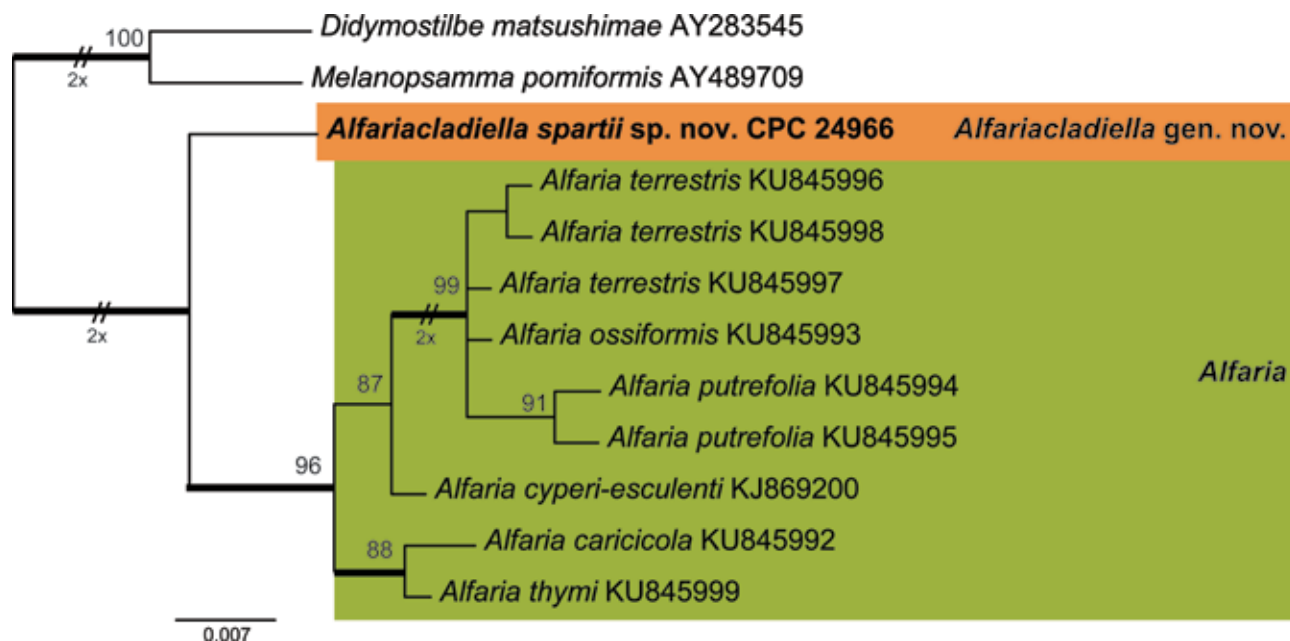 100
Didymostilbe matsushimae AY283545
2x
Melanopsamma pomiformis AY489709
Alfariacladiella spartii sp. nov. CPC 24966 Alfariacladiella gen. nov.
Alfaria terrestris KU845996
Alfaria terrestris KU845998
99
Alfaria terrestris KU845997
2x
2x
Alfaria ossiformis KU845993
Alfaria
87
Alfaria putrefolia KU845994
91
Alfaria putrefolia KU845995
96
Alfaria cyperi-esculenti KJ869200
Alfaria caricicola KU845992
88
Alfaria thymi KU845999
0.007